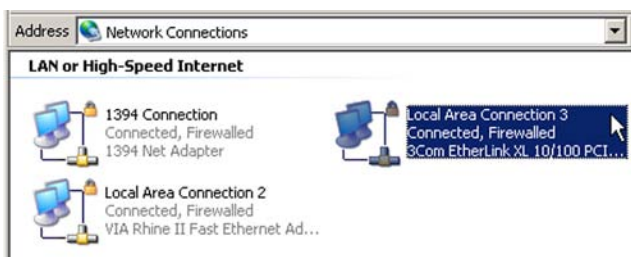 Address Network Connections
LAN or High-Speed Internet
1394 Connection
Connected, Firewalled
1394 Net Adapter
Local Area Connection 3
Connected, Firewalled
3Com EtherLink XL 10/100 PCI...
Local Area Connection 2
Connected, Firewalled
VIA Rhine II Fast Ethernet Ad...